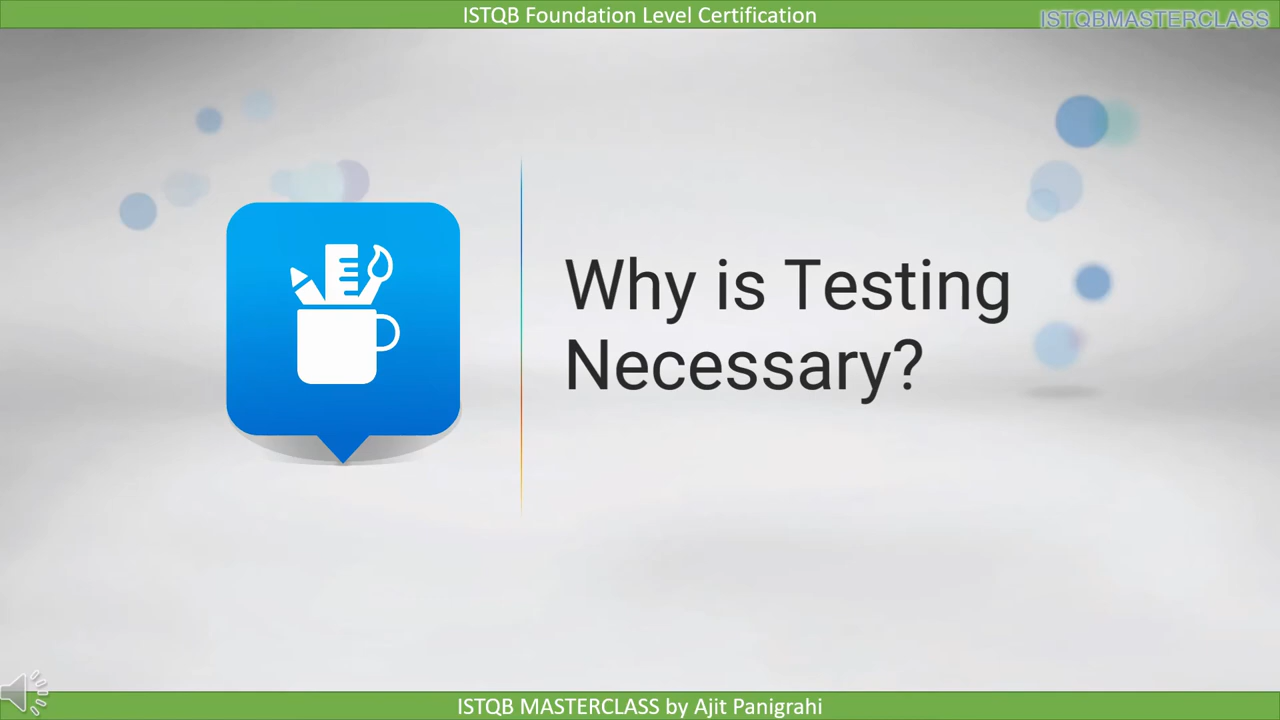 ISTQB Foundation Level Certification
ISTQBMASTERCLASS
Why is Testing
Necessary?
ISTQB MASTERCLASS by Ajit Panigrahi